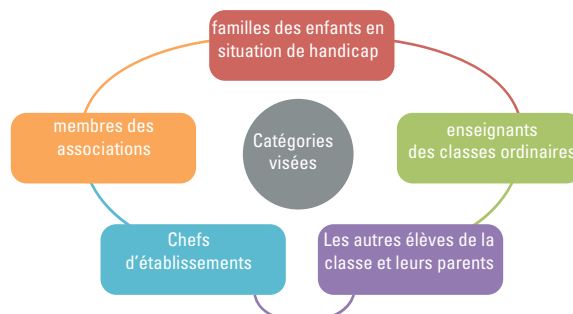 familles des enfants en
situation de handicap
membres des
associations
Catégories
visées
enseignants
des classes ordinaires
Chefs
d'établissements
Les autres élèves de la
classe et leurs parents